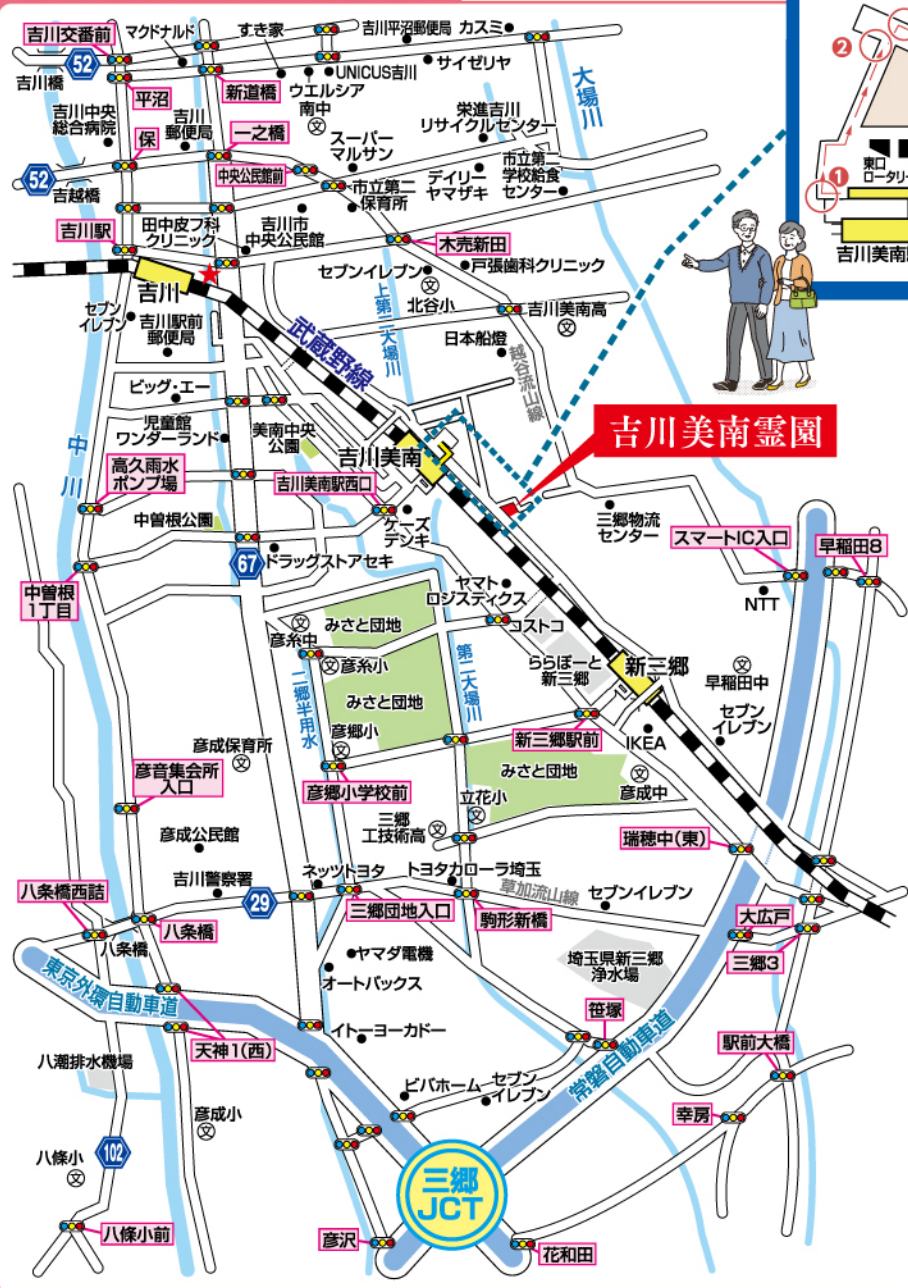 吉川交番前
マクドナルド
すき家
吉川平沼郵便局
カスミ
52
吉川橋
平沼
新道橋
UNICUS吉川
ウエルシア
サイゼリヤ
大場川
吉川中央
総合病院
保
吉川
郵便局
一之橋
南中
文
スーパー
マルサン
栄進吉川
リサイクルセンター
52
吉越橋
中央公民館前
市立第二
保育所
デイリー
ヤマザキ
市立第二
学校給食
センター
吉川駅
田中皮フ科
クリニック
吉川市
中央公民館
木売新田
戸張歯科クリニック
セブンイレブン
文
北谷小
吉川
セブン
イレブン
吉川駅前
郵便局
武蔵野線
上第二大場川
吉川美南高
文
日本船燈
越谷流山線
2
1
東口
ロータリー
吉川美南
ビッグ・エー
児童館
ワンダーランド
美南中央
公園
吉川美南
吉川美南霊園
中川
高久雨水
ポンプ場
吉川美南駅西口
中曽根公園
ケーズ
デンキ
三郷物流
センター
スマートIC入口
早稲田8
67
ドラッグストアセキ
中曽根
1丁目
ヤマト
ロジスティクス
NTT
文
彦糸中
みさと団地
コストコ
文
彦糸小
第二大場川
ららぽーと
新三郷
新三郷
文
早稲田中
二郷半用水
みさと団地
セブン
イレブン
彦成保育所
文
彦郷小
文
新三郷駅前
IKEA
彦音集会所
入口
彦郷小学校前
みさと団地
文
彦成中
立花小
文
三郷
工技術高
文
彦成公民館
瑞穂中(東)
吉川警察署
ネッツトヨタ
トヨタカローラ埼玉
八条橋西詰
29
草加流山線
セブンイレブン
八条橋
八条橋
三郷団地入口
駒形新橋
大広戸
三郷3
ヤマダ電機
オートバックス
埼玉県新三郷
浄水場
東京外環自動車道
天神1(西)
イトーヨーカドー
笹塚
常磐自動車道
駅前大橋
八潮排水機場
ビバホーム
セブン
イレブン
彦成小
文
幸房
八條小
文
102
三郷
JCT
八條小前
彦沢
花和田